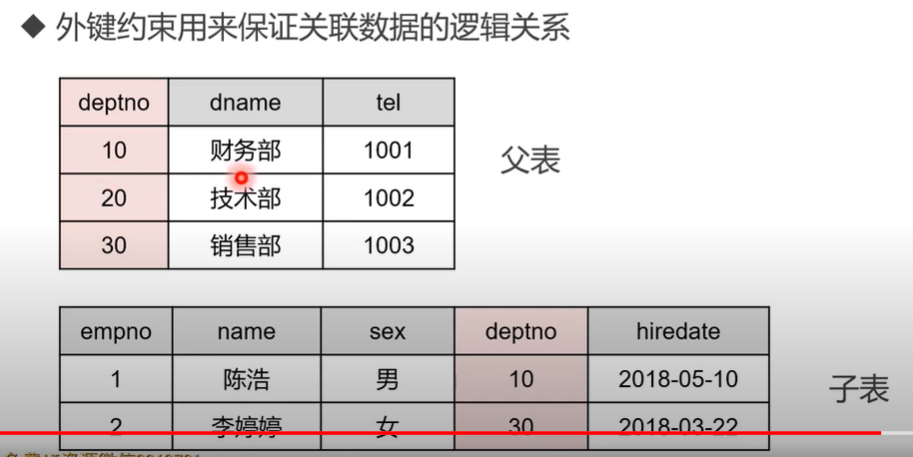 ◆ 外键约束用来保证关联数据的逻辑关系
deptno dname tel
10 财务部 1001
20 技术部 1002
30 销售部 1003
父表
empno name sex deptno hiredate
1 陈浩 男 10 2018-05-10
2 李婷婷 女 30 2018-03-22
子表